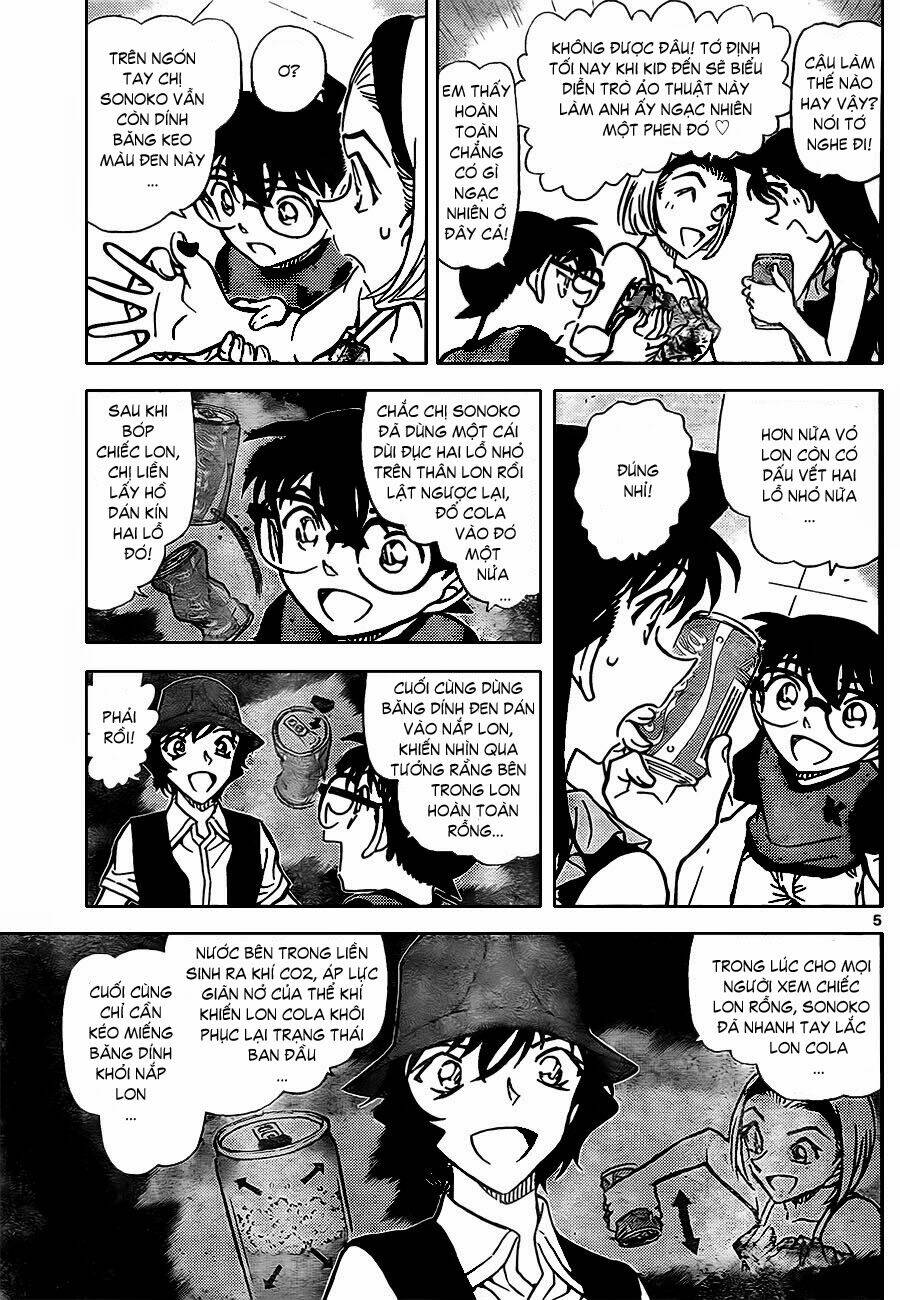 CẬU LÀM
THẾ NÀO
HAY VẬY?
NÓI TỚ
NGHE ĐI!
KHÔNG ĐƯỢC ĐÂU! TỚ ĐỊNH
TỐI NAY KHI KID ĐẾN SẼ BIỂU
DIỄN TRÒ ẢO THUẬT NÀY
LÀM ANH ẤY NGẠC NHIÊN
MỘT PHEN ĐÓ ♡
EM THẤY
HOÀN
TOÀN
CHẲNG
CÓ GÌ
NGẠC
NHIÊN Ở
ĐÂY CẢ!
Ơ?
TRÊN NGÓN
TAY CHỊ
SONOKO VẪN
CÒN DÍNH
BĂNG KEO
MÀU ĐEN NÀY
...
HƠN NỮA VỎ
LON CÒN CÓ
DẤU VẾT HAI
LỖ NHỎ NỮA
...
ĐÚNG
NHỈ!
CHẮC CHỊ SONOKO
ĐÃ DÙNG MỘT CÁI
DÙI ĐỤC HAI LỖ NHỎ
TRÊN THÂN LON RỒI
LẬT NGƯỢC LẠI,
ĐỔ COLA
VÀO ĐÓ
MỘT
NỬA
...
SAU KHI
BÓP
CHIẾC LON,
CHỊ LIỀN
LẤY HỒ
DÁN KÍN
HAI LỖ
ĐÓ!
CUỐI CÙNG DÙNG
BĂNG DÍNH ĐEN DÁN
VÀO NẮP LON,
KHIẾN NHÌN QUA
TƯỞNG RẰNG BÊN
TRONG LON
HOÀN TOÀN
RỖNG...
PHẢI
RỒI!
5
TRONG LÚC CHO MỌI
NGƯỜI XEM CHIẾC
LON RỖNG, SONOKO
ĐÃ NHANH TAY LẮC
LON COLA
...
NƯỚC BÊN TRONG LIỀN
SINH RA KHÍ CO2, ÁP LỰC
GIÃN NỞ CỦA THỂ KHÍ
KHIẾN LON COLA KHÔI
PHỤC LẠI TRẠNG THÁI
BAN ĐẦU
...
CUỐI CÙNG
CHỈ CẦN
KÉO MIẾNG
BĂNG DÍNH
KHỎI NẮP
LON
...